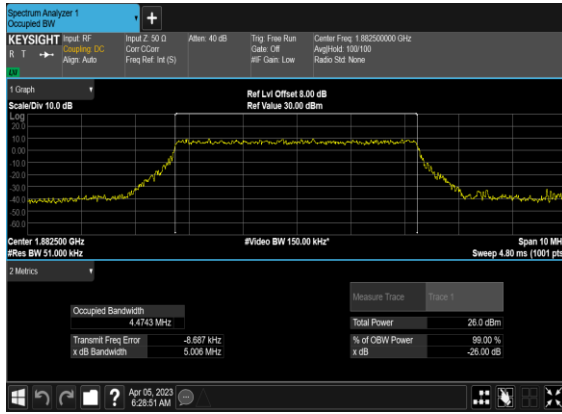 Spectrum Analyzer 1
Occupied BW
+
KEYSIGHT Input: RF Input Z: 50 Ω Atten: 40 dB Trig: Free Run Center Freq: 1.882500000 GHz
R T Coupling: DC Corr CCorr Gate: Off Avg|Hold: 100/100
Align: Auto Freq Ref: Int (S) #IF Gain: Low Radio Std: None
1 Graph
Ref Lvl Offset 8.00 dB
Scale/Div 10.0 dB Ref Value 30.00 dBm
Log
20.0
10.0
0.00
-10.0
-20.0
-30.0
-40.0
-50.0
-60.0
Center 1.882500 GHz #Video BW 150.00 kHz* Span 10 MH
#Res BW 51.000 kHz Sweep 4.80 ms (1001 pts
2 Metrics
Measure Trace Trace 1
Occupied Bandwidth
4.4743 MHz Total Power 26.0 dBm
Transmit Freq Error -8.687 kHz % of OBW Power 99.00 %
x dB Bandwidth 5.006 MHz x dB -26.00 dB
? Apr 05, 2023
6:28:51 AM